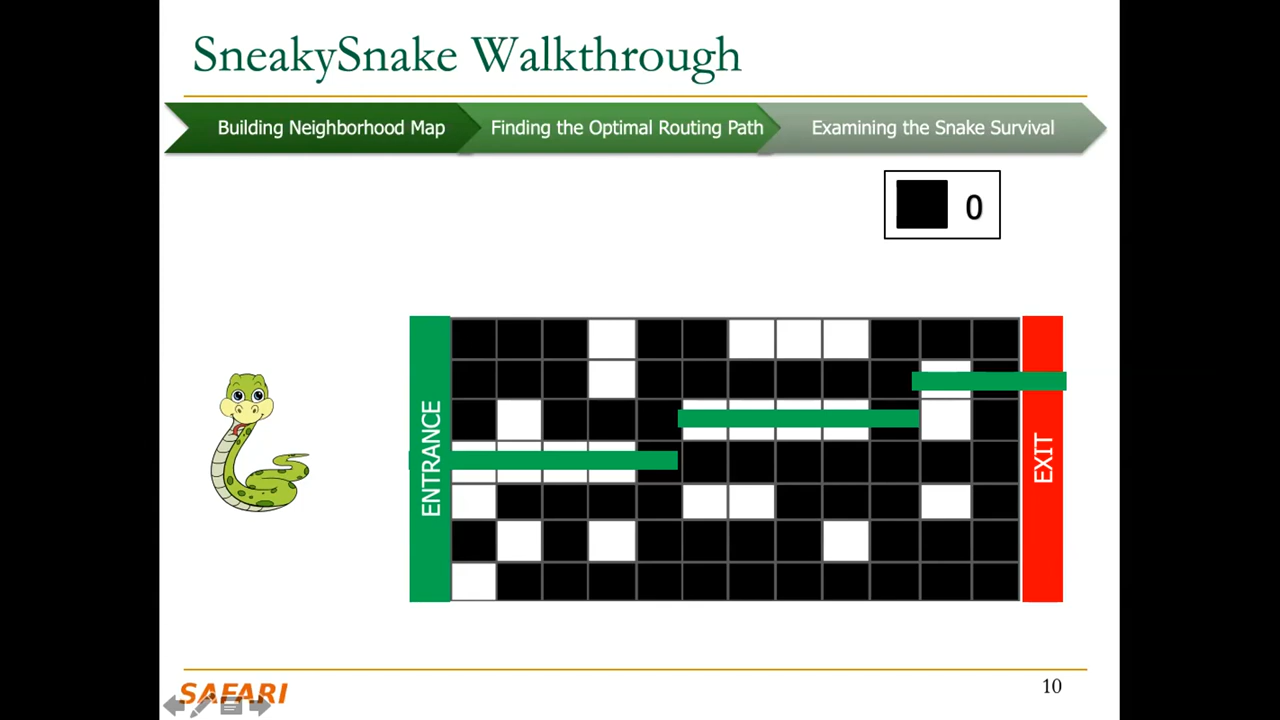 SneakySnake Walkthrough
Building Neighborhood Map
Finding the Optimal Routing Path
Examining the Snake Survival
0
ENTRANCE
EXIT
SAFARI
10